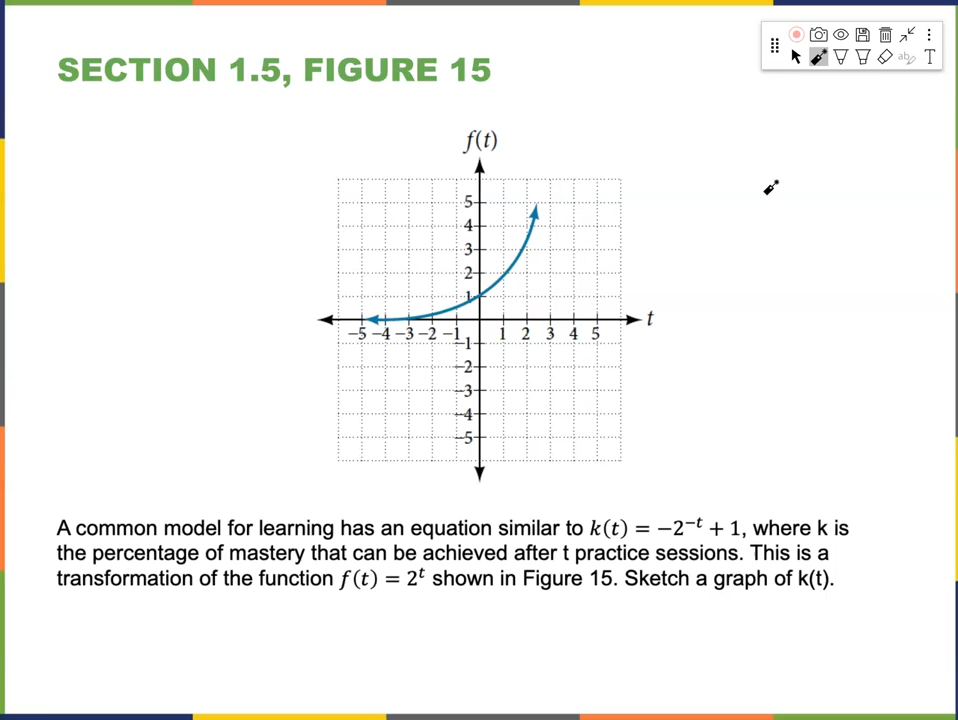 SECTION 1.5, FIGURE 15
ab
T
f(t)
5
4
3
2
1
−5 −4 −3 −2 −1 1 2 3 4 5 t
−1
−2
−3
−4
−5
A common model for learning has an equation similar to k(t) = −2⁻ᵗ + 1, where k is
the percentage of mastery that can be achieved after t practice sessions. This is a
transformation of the function f(t) = 2ᵗ shown in Figure 15. Sketch a graph of k(t).